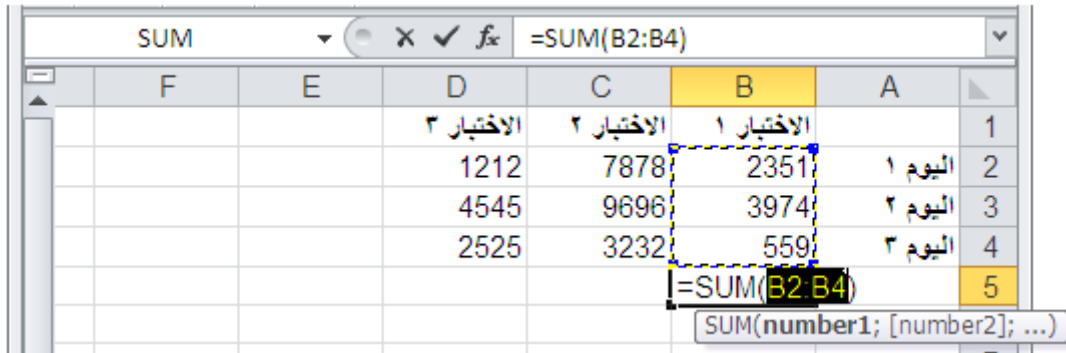 SUM =SUM(B2:B4)
F E D C B A
الاختبار ١ الاختبار ٢ الاختبار ٣ 1
2 اليوم ١ 2351 7878 1212
3 اليوم ٢ 3974 9696 4545
4 اليوم ٣ 559 3232 2525
=SUM(B2:B4) 5
SUM(number1; [number2]; ...)